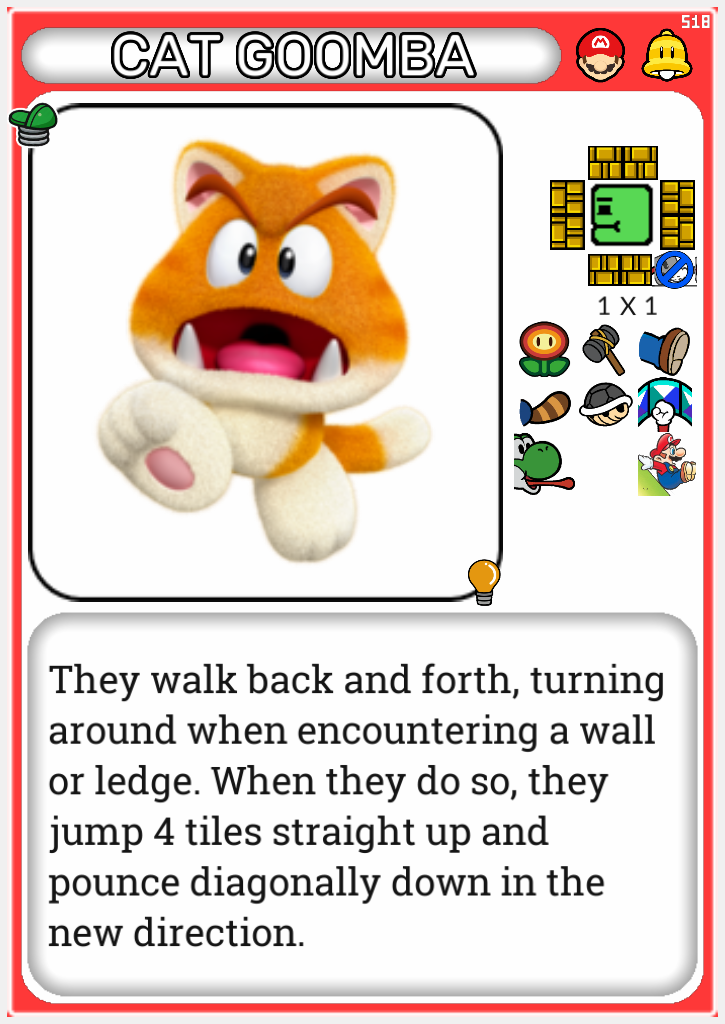 518
CAT GOOMBA
1 X 1
They walk back and forth, turning
around when encountering a wall
or ledge. When they do so, they
jump 4 tiles straight up and
pounce diagonally down in the
new direction.